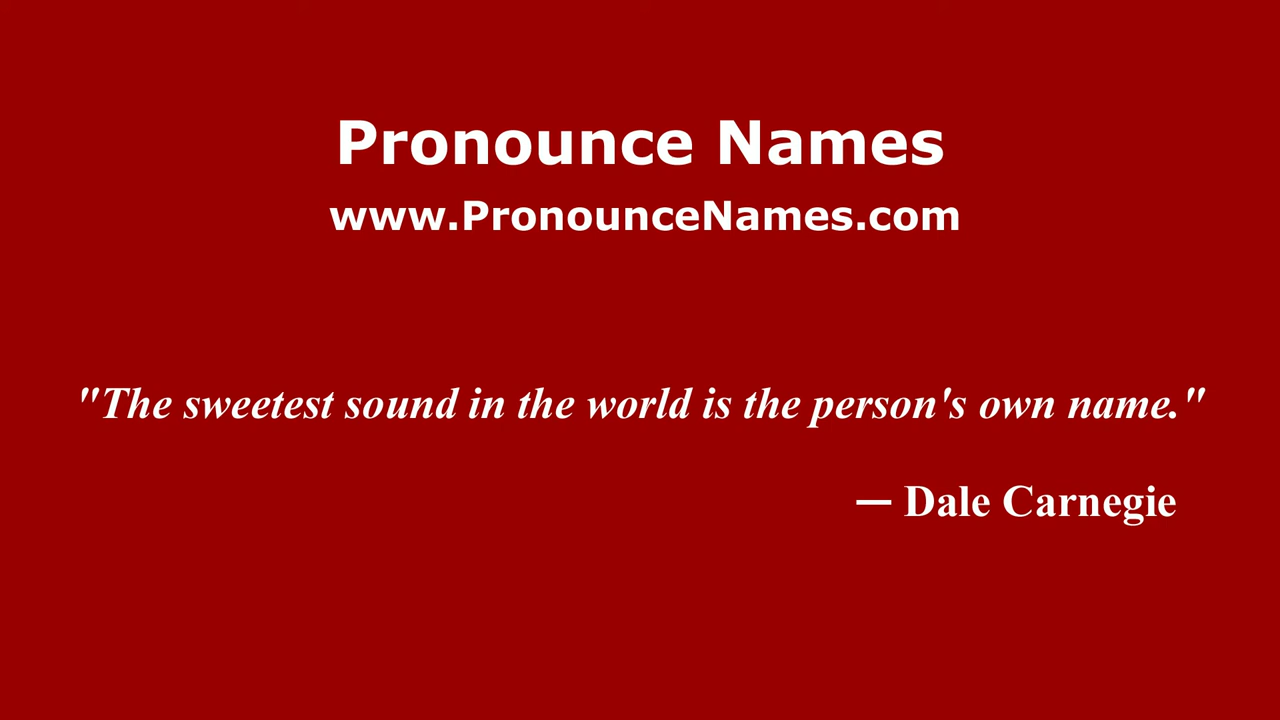 Pronounce Names
www.PronounceNames.com
"The sweetest sound in the world is the person's own name."
— Dale Carnegie